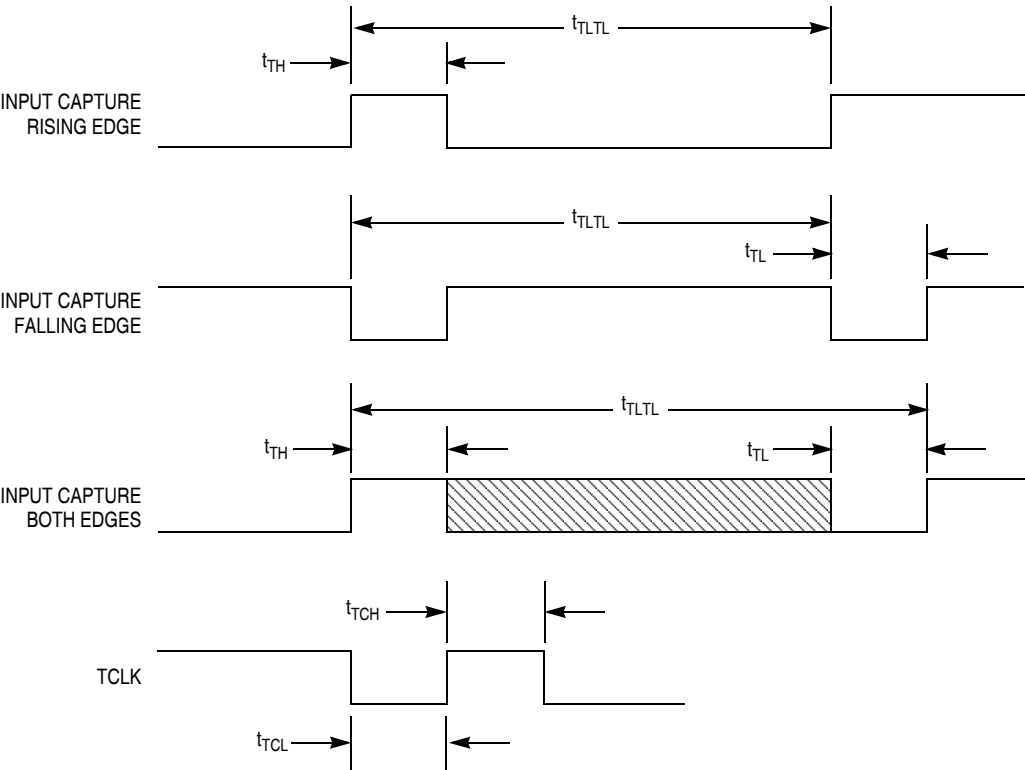 tTLTL
tTH
INPUT CAPTURE
RISING EDGE
tTLTL
tTL
INPUT CAPTURE
FALLING EDGE
tTLTL
tTH
tTL
INPUT CAPTURE
BOTH EDGES
tTCH
TCLK
tTCL